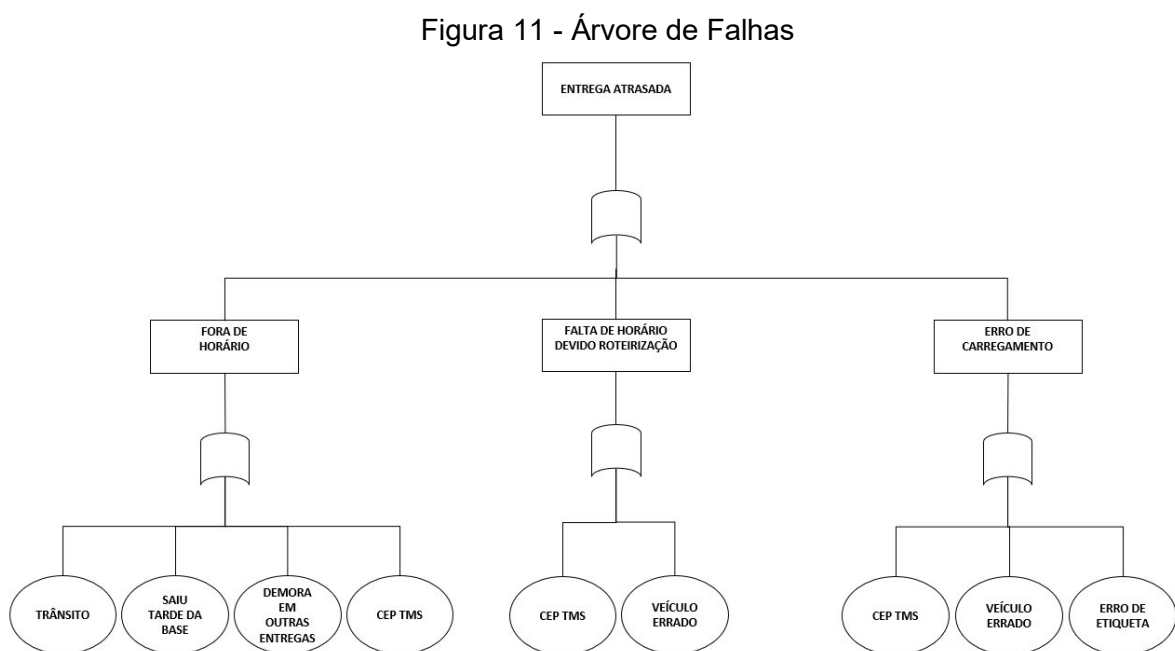 Figura 11 - Árvore de Falhas
ENTREGA ATRASADA
FORA DE
HORÁRIO
FALTA DE HORÁRIO
DEVIDO ROTEIRIZAÇÃO
ERRO DE
CARREGAMENTO
TRÂNSITO
SAIU
TARDE DA
BASE
DEMORA
EM
OUTRAS
ENTREGAS
CEP TMS
CEP TMS
VEÍCULO
ERRADO
CEP TMS
VEÍCULO
ERRADO
ERRO DE
ETIQUETA